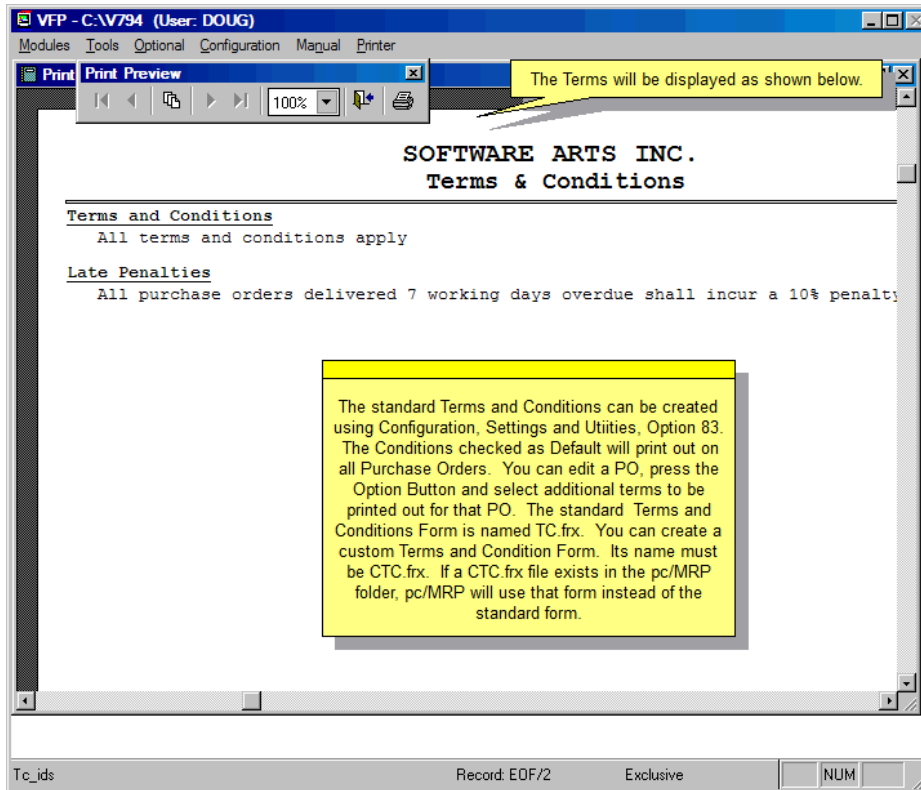 VFP - C:\V794 (User: DOUG)
Modules Tools Optional Configuration Manual Printer
Print
Print Preview
100%
The Terms will be displayed as shown below.
SOFTWARE ARTS INC.
Terms & Conditions
Terms and Conditions
All terms and conditions apply
Late Penalties
All purchase orders delivered 7 working days overdue shall incur a 10% penalty
The standard Terms and Conditions can be created
using Configuration, Settings and Utiities, Option 83.
The Conditions checked as Default will print out on
all Purchase Orders. You can edit a PO, press the
Option Button and select additional terms to be
printed out for that PO. The standard Terms and
Conditions Form is named TC.frx. You can create a
custom Terms and Condition Form. Its name must
be CTC.frx. If a CTC.frx file exists in the pc/MRP
folder, pc/MRP will use that form instead of the
standard form.
Tc_ids Record: EOF/2 Exclusive NUM